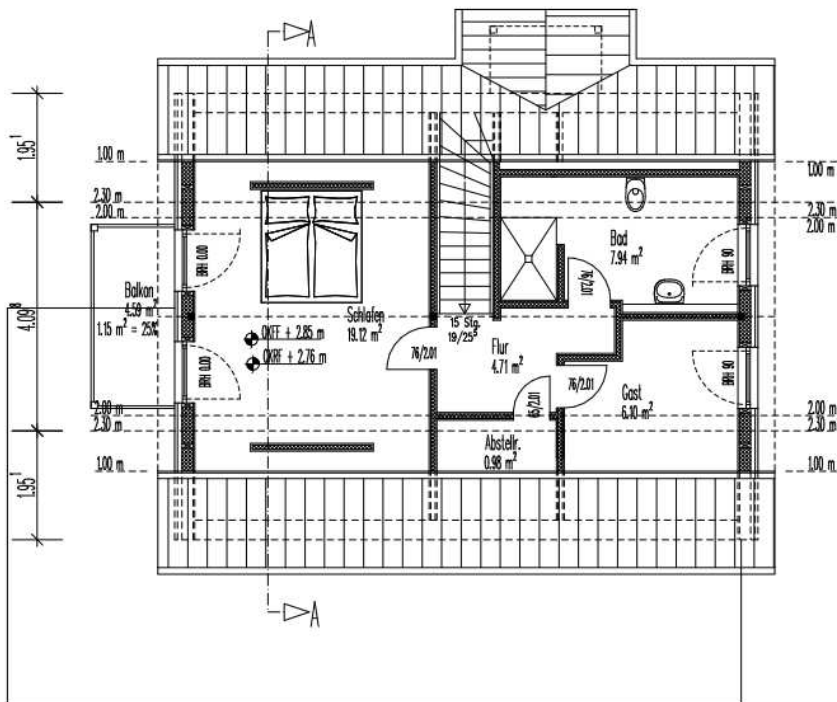 A
1.95¹
1.00 m
1.00 m
2.30 m
2.00 m
2.30 m
2.00 m
BRH 0.00
Bad
7.94 m²
BRH 90
Balkon
4.59 m²
1.15 m² = 25%
4.09⁸
Schlafen
19.12 m²
76/2.01
OKFF + 2.85 m
OKRF + 2.76 m
15 Stg.
19/25⁵
Flur
4.71 m²
76/2.01
BRH 0.00
76/2.01
Gast
6.10 m²
BRH 90
65/2.01
2.00 m
2.30 m
2.00 m
2.30 m
Abstellr.
0.98 m²
1.00 m
1.00 m
1.95¹
A